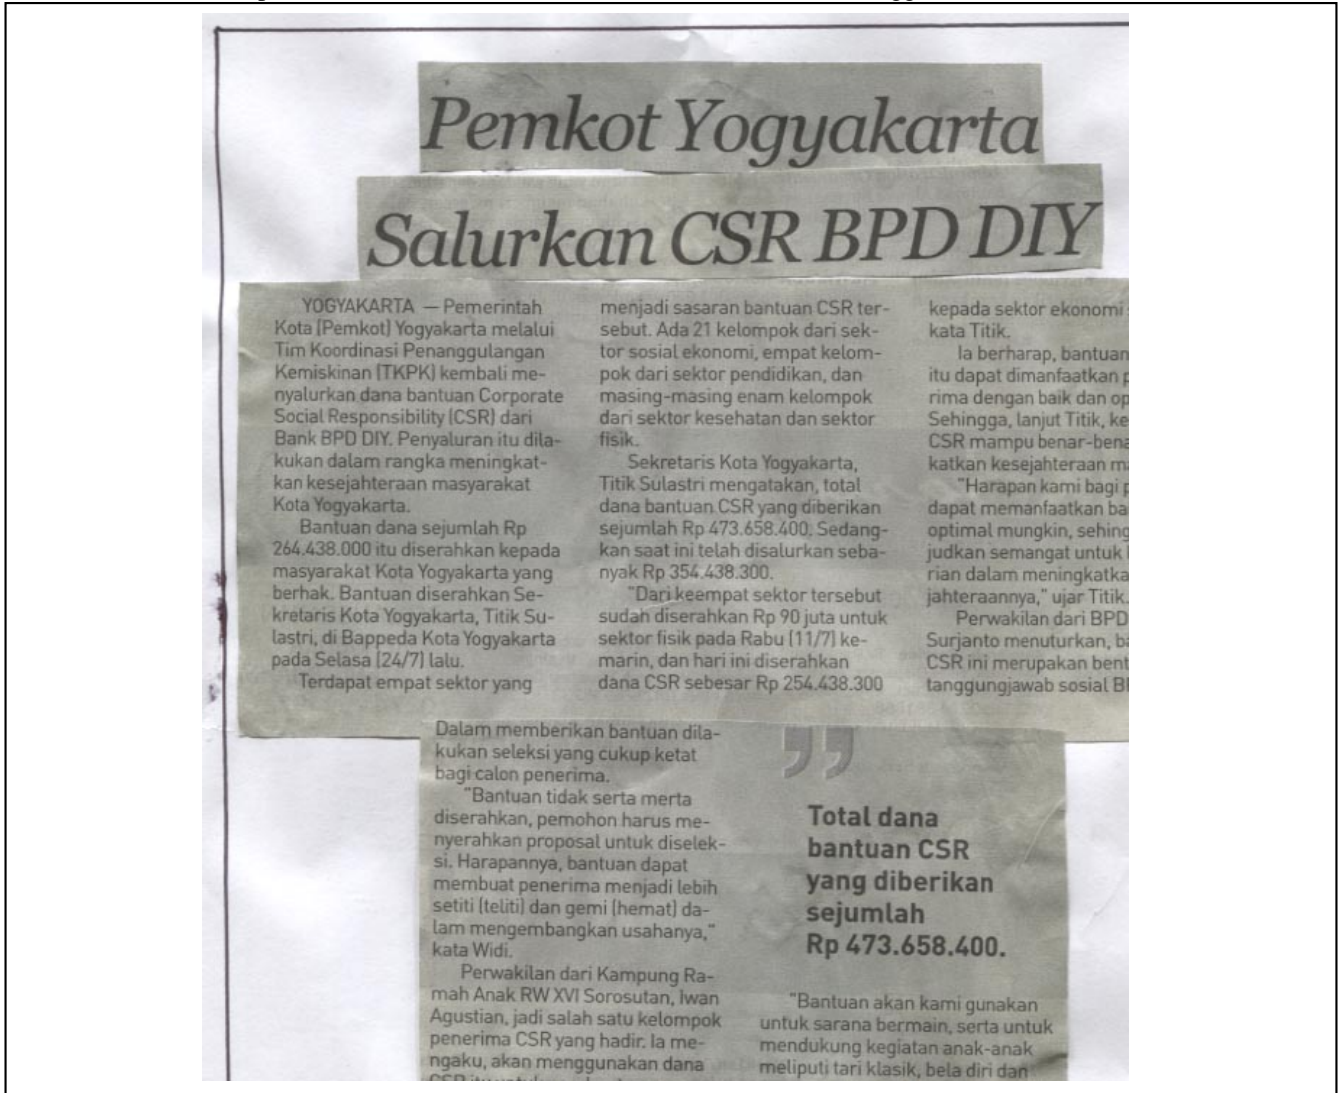 Pemkot Yogyakarta
Salurkan CSR BPD DIY
YOGYAKARTA — Pemerintah
Kota (Pemkot) Yogyakarta melalui
Tim Koordinasi Penanggulangan
Kemiskinan (TKPK) kembali me-
nyalurkan dana bantuan Corporate
Social Responsibility (CSR) dari
Bank BPD DIY. Penyaluran itu dila-
kukan dalam rangka meningkat-
kan kesejahteraan masyarakat
Kota Yogyakarta.
Bantuan dana sejumlah Rp
264.438.000 itu diserahkan kepada
masyarakat Kota Yogyakarta yang
berhak. Bantuan diserahkan Se-
kretaris Kota Yogyakarta, Titik Su-
lastri, di Bappeda Kota Yogyakarta
pada Selasa (24/7) lalu.
Terdapat empat sektor yang
menjadi sasaran bantuan CSR ter-
sebut. Ada 21 kelompok dari sek-
tor sosial ekonomi, empat kelom-
pok dari sektor pendidikan, dan
masing-masing enam kelompok
dari sektor kesehatan dan sektor
fisik.
Sekretaris Kota Yogyakarta,
Titik Sulastri mengatakan, total
dana bantuan CSR yang diberikan
sejumlah Rp 473.658.400. Sedang-
kan saat ini telah disalurkan seba-
nyak Rp 354.438.300.
"Dari keempat sektor tersebut
sudah diserahkan Rp 90 juta untuk
sektor fisik pada Rabu (11/7) ke-
marin, dan hari ini diserahkan
dana CSR sebesar Rp 254.438.300
kepada sektor ekonomi
kata Titik.
Ia berharap, bantuan
itu dapat dimanfaatkan
rima dengan baik dan
Sehingga, lanjut Titik,
CSR mampu
katkan kesejahteraan
"Harapan kami bagi
dapat memanfaatkan
optimal mungkin,
judkan semangat untuk
rian dalam
jahteraannya," ujar Titik.
Perwakilan dari BPD
Surjanto menuturkan,
CSR ini merupakan
tanggungjawab sosial
Dalam memberikan bantuan dila-
kukan seleksi yang cukup ketat
bagi calon penerima.
"Bantuan tidak serta merta
diserahkan, pemohon harus me-
nyerahkan proposal untuk diselek-
si. Harapannya, bantuan dapat
membuat penerima menjadi lebih
setiti (teliti) dan gemi (hemat) da-
lam mengembangkan usahanya,"
kata Widi.
Perwakilan dari Kampung Ra-
mah Anak RW XVI Sorosutan, Iwan
Agustian, jadi salah satu kelompok
penerima CSR yang hadir. Ia me-
ngaku, akan menggunakan dana
"
Total dana
bantuan CSR
yang diberikan
sejumlah
Rp 473.658.400.
"Bantuan akan kami gunakan
untuk sarana bermain, serta untuk
mendukung kegiatan anak-anak
meliputi tari klasik, bela diri dan